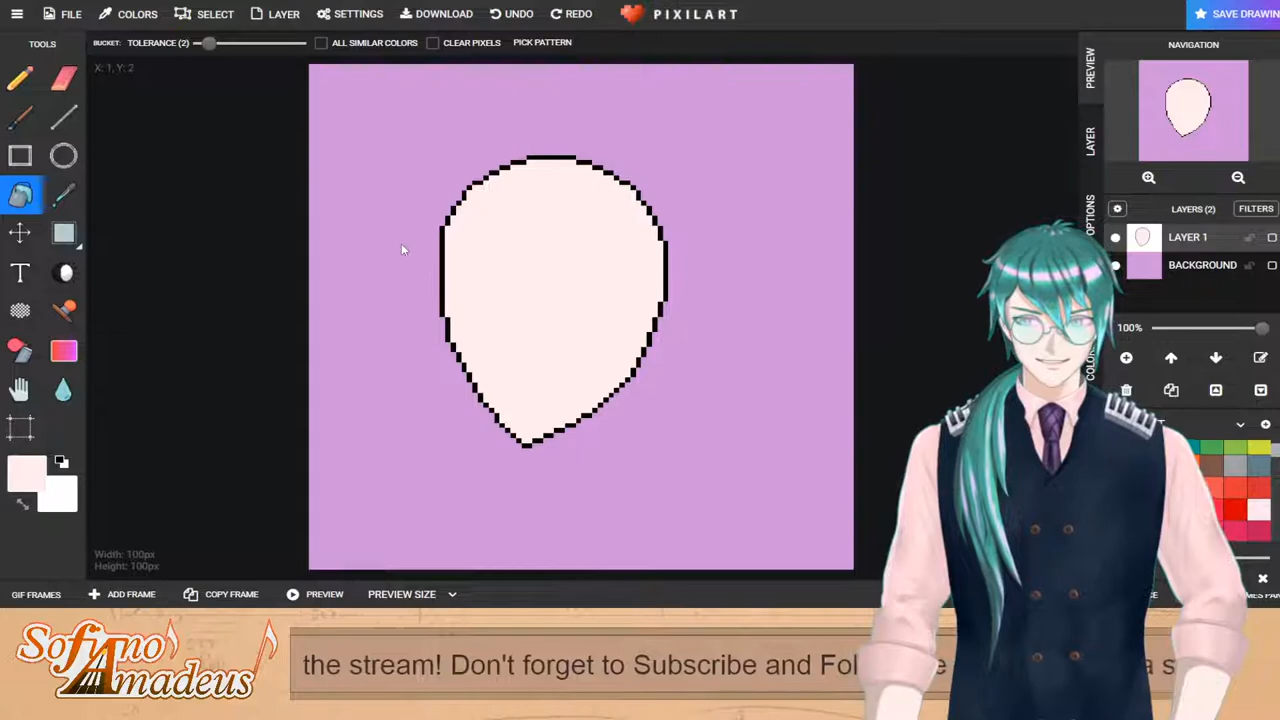 FILE COLORS SELECT LAYER SETTINGS DOWNLOAD UNDO REDO PIXILART SAVE DRAWIN
TOOLS BUCKET: TOLERANCE (2) ALL SIMILAR COLORS CLEAR PIXELS PICK PATTERN NAVIGATION
X: 1, Y: 2
PREVIEW
LAYER
OPTIONS
LAYERS (2) FILTERS
LAYER 1
BACKGROUND
100%
T
Width: 100px
Height: 100px
GIF FRAMES ADD FRAME COPY FRAME PREVIEW PREVIEW SIZE
Sofiano
Amadeus
the stream! Don't forget to Subscribe and Fo